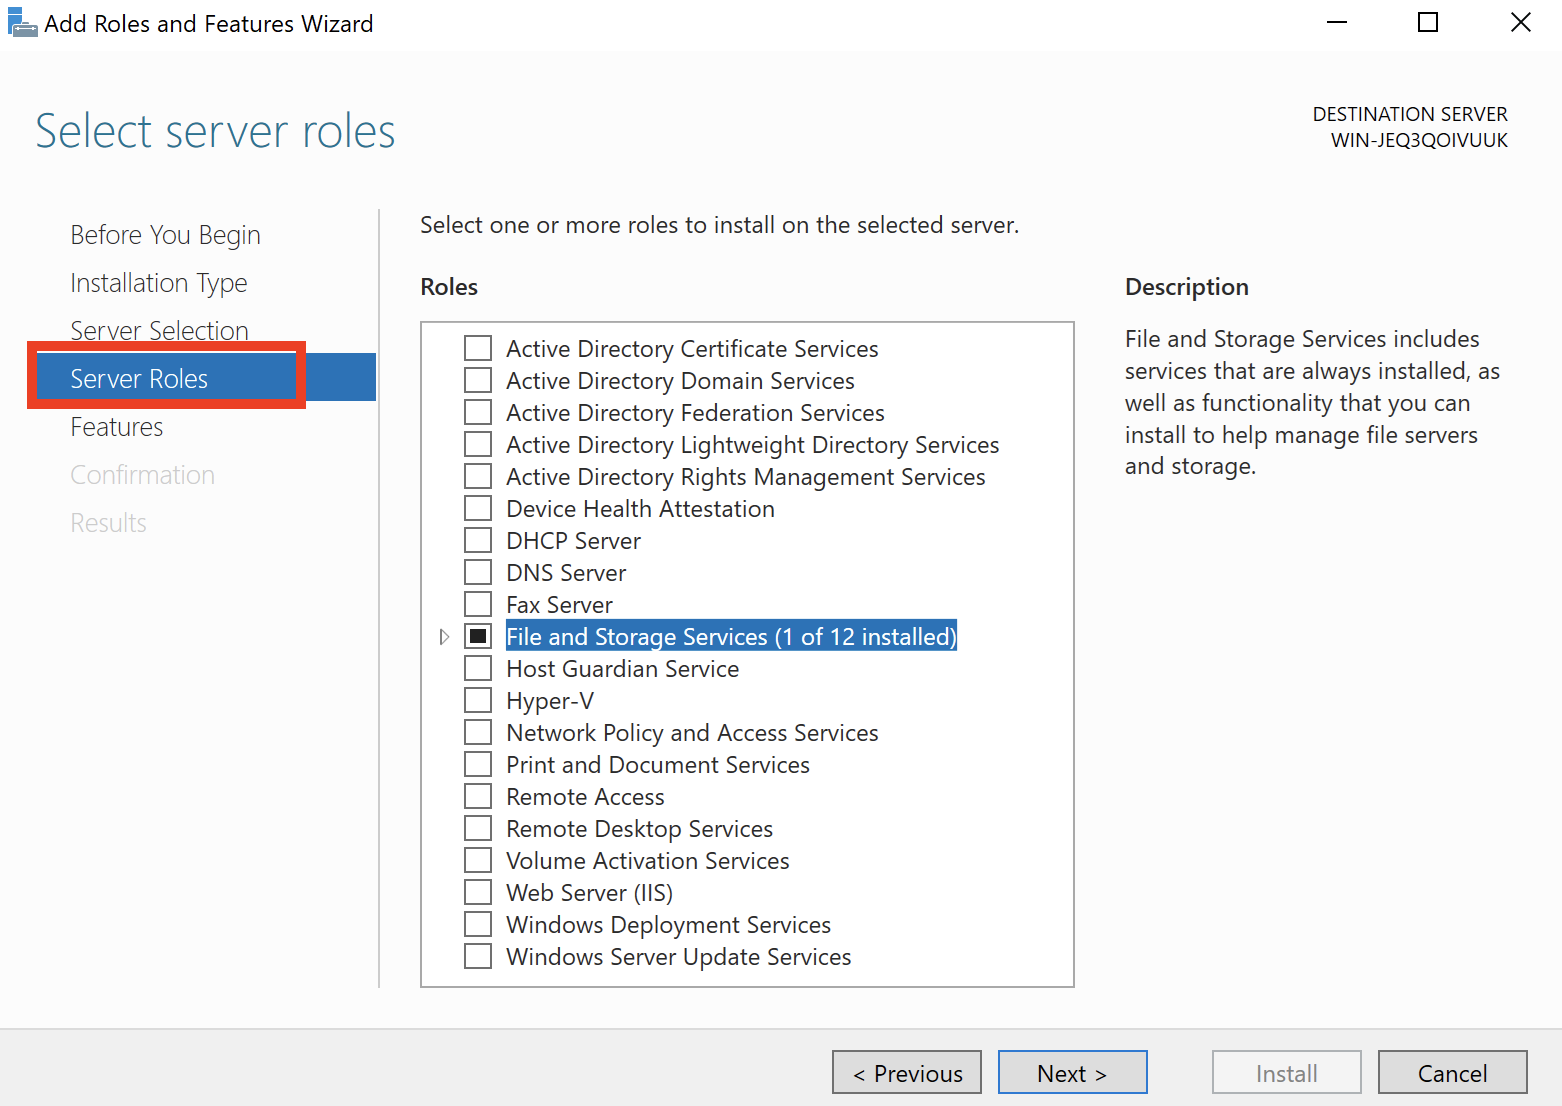 Add Roles and Features Wizard
Select server roles
DESTINATION SERVER
WIN-JEQ3QOIVUUK
Before You Begin
Installation Type
Server Selection
Server Roles
Features
Confirmation
Results
Select one or more roles to install on the selected server.
Roles
Active Directory Certificate Services
Active Directory Domain Services
Active Directory Federation Services
Active Directory Lightweight Directory Services
Active Directory Rights Management Services
Device Health Attestation
DHCP Server
DNS Server
Fax Server
File and Storage Services (1 of 12 installed)
Host Guardian Service
Hyper-V
Network Policy and Access Services
Print and Document Services
Remote Access
Remote Desktop Services
Volume Activation Services
Web Server (IIS)
Windows Deployment Services
Windows Server Update Services
Description
File and Storage Services includes
services that are always installed, as
well as functionality that you can
install to help manage file servers
and storage.
< Previous
Next >
Install
Cancel